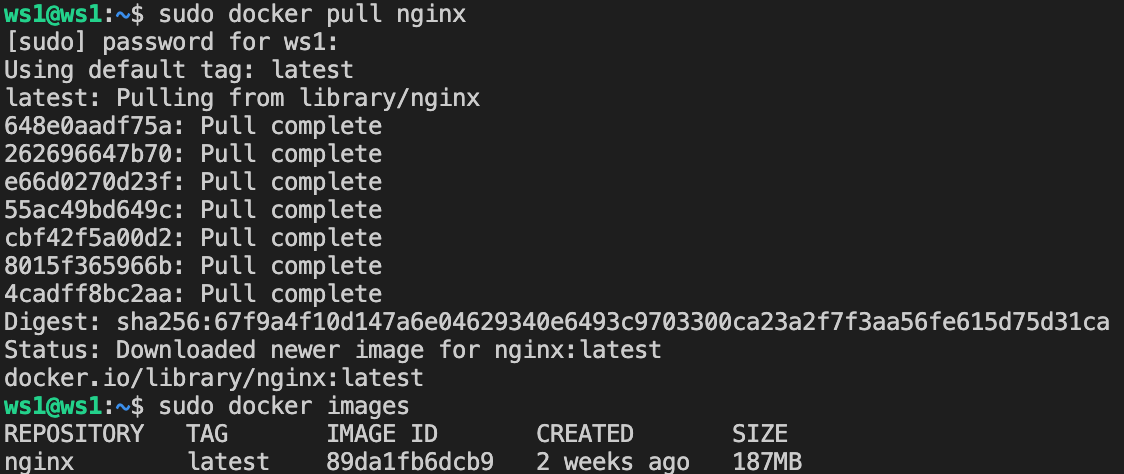 ws1@ws1:~$ sudo docker pull nginx
[sudo] password for ws1:
Using default tag: latest
latest: Pulling from library/nginx
648e0aadf75a: Pull complete
262696647b70: Pull complete
e66d0270d23f: Pull complete
55ac49bd649c: Pull complete
cbf42f5a00d2: Pull complete
8015f365966b: Pull complete
4cadff8bc2aa: Pull complete
Digest: sha256:67f9a4f10d147a6e04629340e6493c9703300ca23a2f7f3aa56fe615d75d31ca
Status: Downloaded newer image for nginx:latest
docker.io/library/nginx:latest
ws1@ws1:~$ sudo docker images
REPOSITORY   TAG       IMAGE ID       CREATED       SIZE
nginx        latest    89da1fb6dcb9   2 weeks ago   187MB